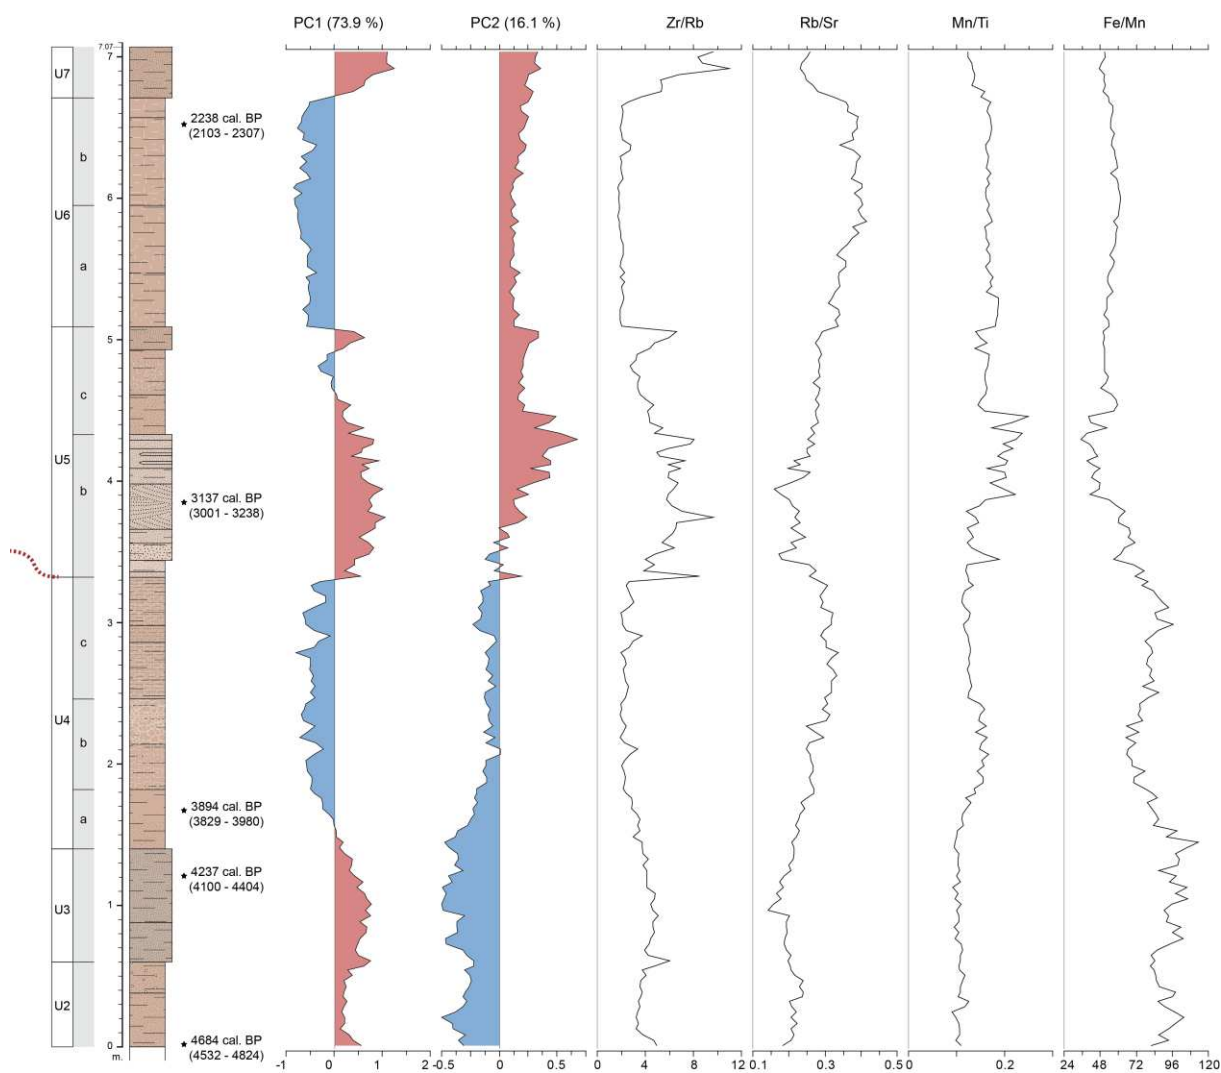 PC1 (73.9 %) PC2 (16.1 %) Zr/Rb Rb/Sr Mn/Ti Fe/Mn
7.07
7
U7
2238 cal. BP
(2103 - 2307)
b
6
U6
a
5
c
U5
b
4
3137 cal. BP
(3001 - 3238)
3
c
U4
b
2
3894 cal. BP
(3829 - 3980)
a
4237 cal. BP
(4100 - 4404)
U3
1
U2
4684 cal. BP
(4532 - 4824)
0
m.
-1 0 1 2 -0.5 0 0.5 0 4 8 12 0.1 0.3 0.5 0 0.1 0.2 24 48 72 96 120